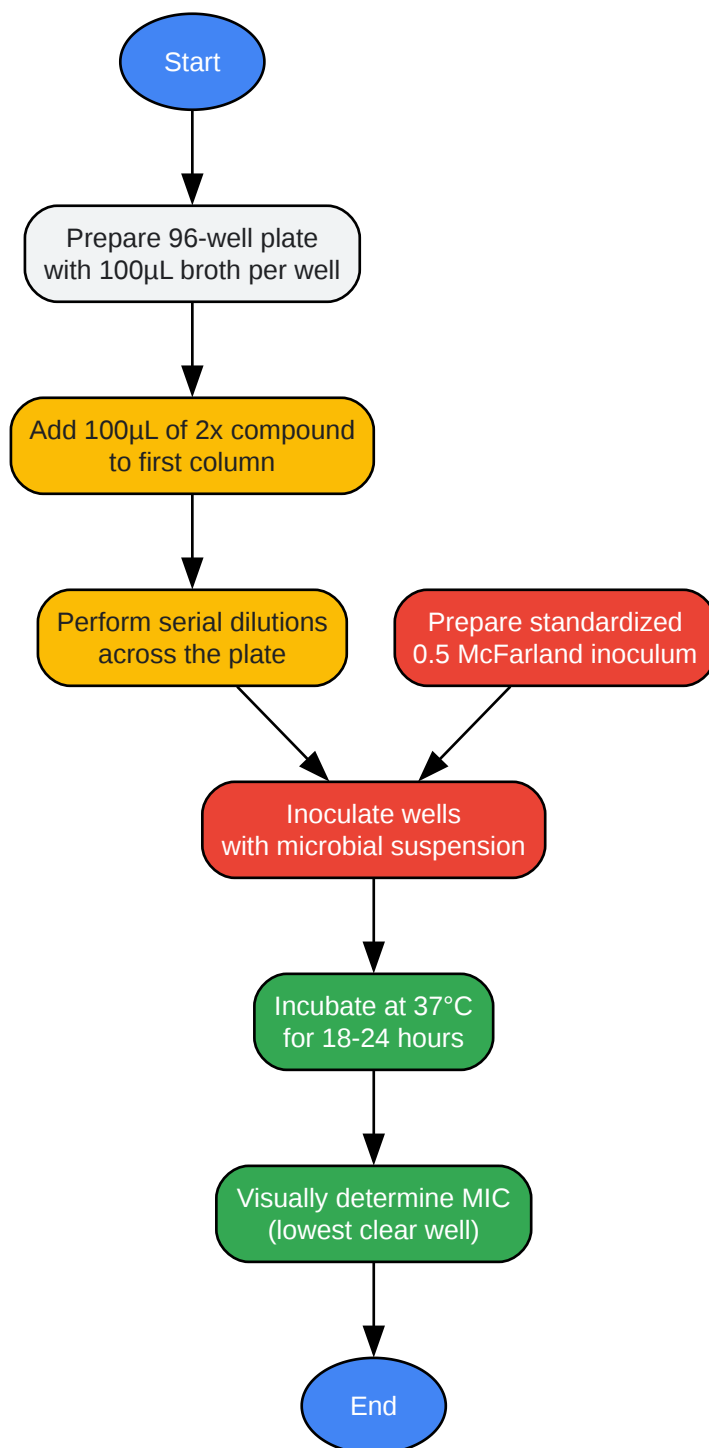 Start
Prepare 96-well plate
with 100µL broth per well
Add 100µL of 2x compound
to first column
Perform serial dilutions
across the plate
Prepare standardized
0.5 McFarland inoculum
Inoculate wells
with microbial suspension
Incubate at 37°C
for 18-24 hours
Visually determine MIC
(lowest clear well)
End